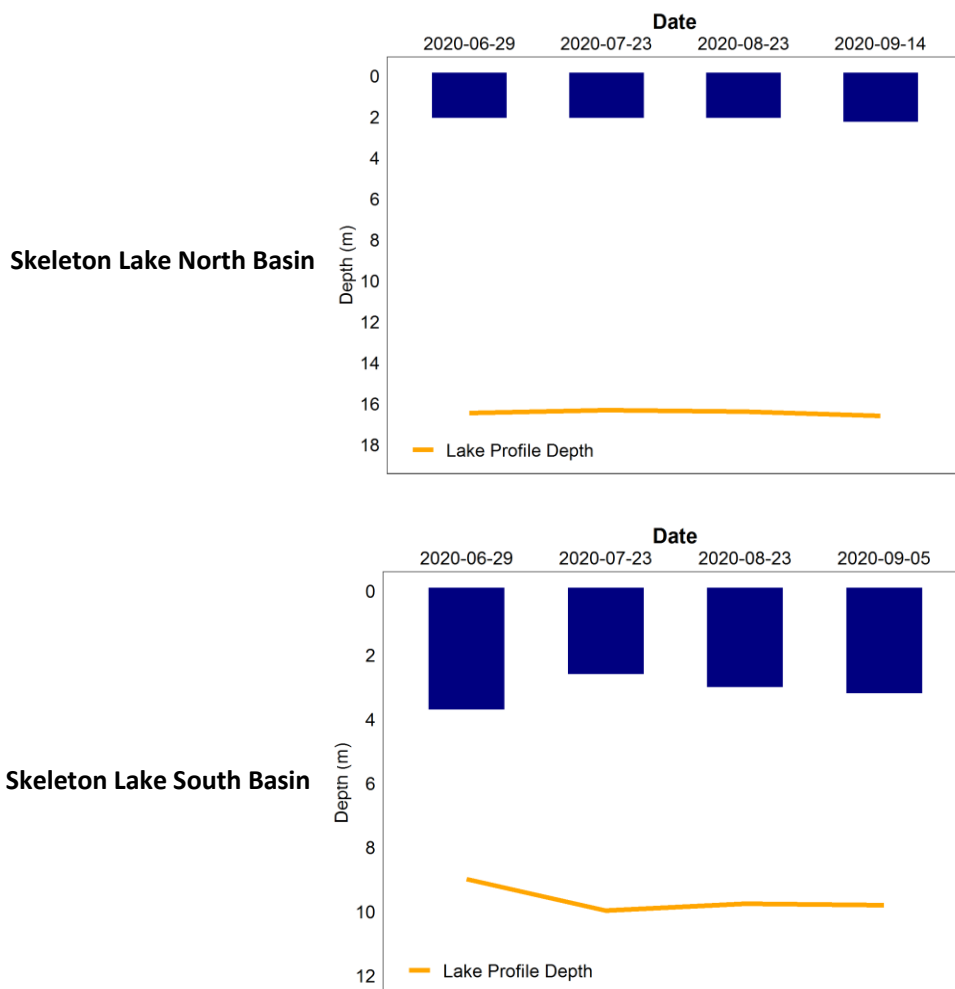 Date
2020-06-29 2020-07-23 2020-08-23 2020-09-14
0
2
4
6
8
10
12
14
16
18
Depth (m)
Skeleton Lake North Basin
Lake Profile Depth
Date
2020-06-29 2020-07-23 2020-08-23 2020-09-05
0
2
4
6
8
10
12
Depth (m)
Skeleton Lake South Basin
Lake Profile Depth